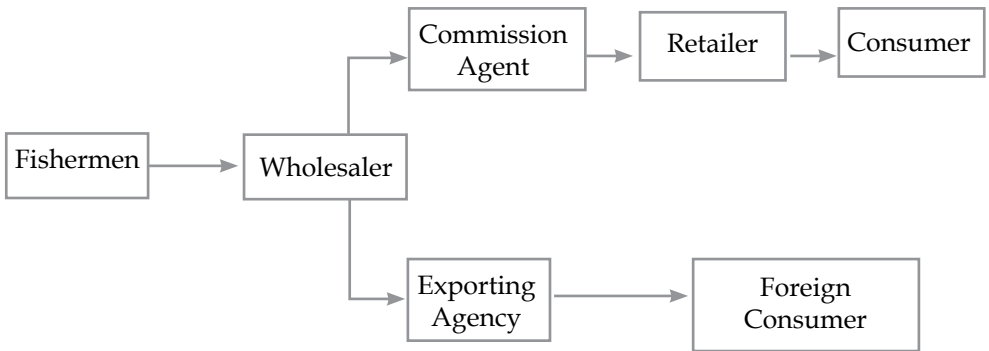 Fishermen
Wholesaler
Commission
Agent
Retailer
Consumer
Exporting
Agency
Foreign
Consumer